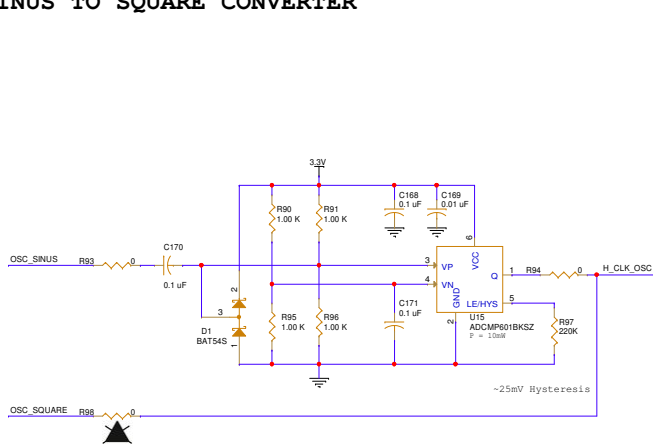 INUS TO SQUARE CONVERTER
3.3V
R90
1.00 K
R91
1.00 K
C168
0.1 uF
C169
0.01 uF
OSC_SINUS
R93
0
C170
0.1 uF
3
VP
4
VN
6
VCC
Q
1
R94
0
H_CLK_OSC
GND
2
LE/HYS
5
U15
ADCMP601BKSZ
P = 10mW
R97
220K
2
3
1
D1
BAT54S
R95
1.00 K
R96
1.00 K
C171
0.1 uF
~25mV Hysteresis
OSC_SQUARE
R98
0